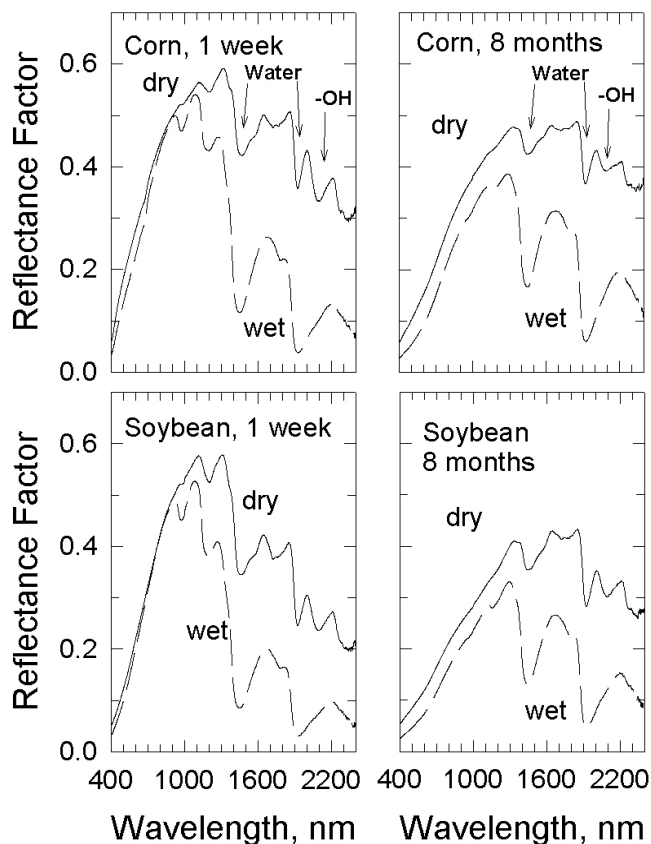 Corn, 1 week
Corn, 8 months
0.6
dry
Water
-OH
Water
-OH
dry
0.4
0.2
wet
wet
0.0
Reflectance Factor
Soybean, 1 week
Soybean
8 months
0.6
dry
dry
0.4
wet
0.2
wet
0.0
Reflectance Factor
400 1000 1600 2200
400 1000 1600 2200
Wavelength, nm
Wavelength, nm